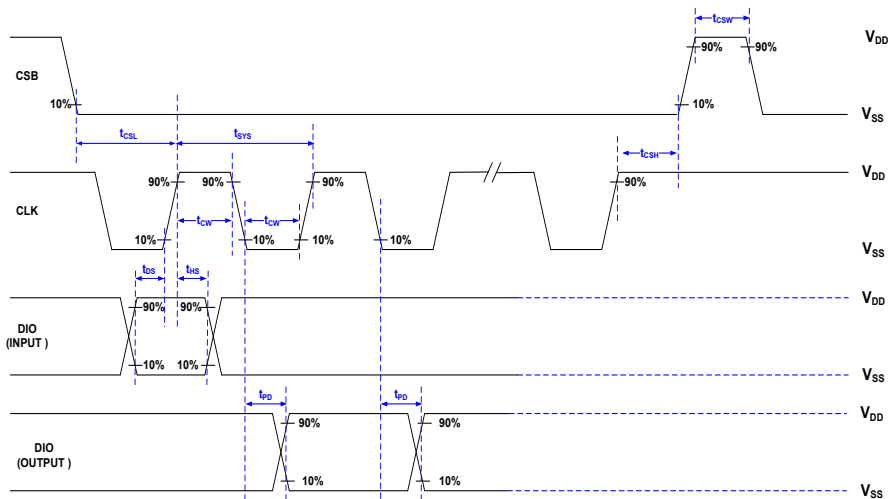 tCSW
VDD
90% 90%
CSB
10% 10%
VSS
tCSL tSYS
tCSH
VDD
90% 90% 90% 90%
CLK
tCW tCW
10% 10% 10% 10%
VSS
tDS tHS
VDD
90% 90%
DIO
(INPUT )
10% 10%
VSS
tPD tPD
VDD
90% 90%
DIO
(OUTPUT )
10% 10%
VSS